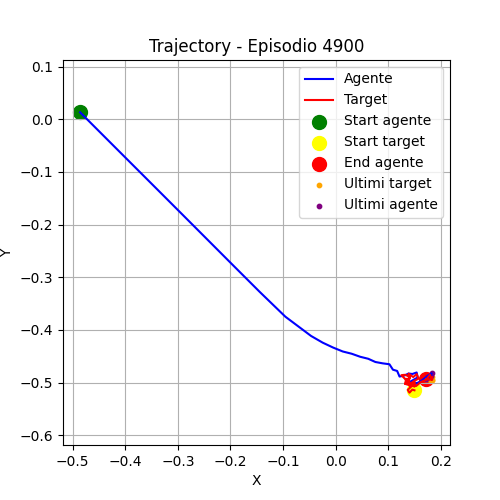 Trajectory - Episodio 4900
Agente
Target
Start agente
Start target
End agente
Ultimi target
Ultimi agente
0.1
0.0
−0.1
−0.2
−0.3
−0.4
−0.5
−0.6
Y
−0.5
−0.4
−0.3
−0.2
−0.1
0.0
0.1
0.2
X